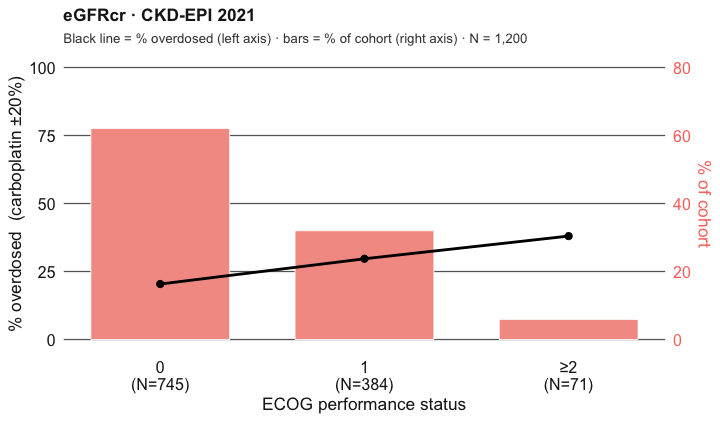 eGFRcr · CKD-EPI 2021
Black line = % overdosed (left axis) · bars = % of cohort (right axis) · N = 1,200
% overdosed  (carboplatin ±20%)
100
75
50
25
0
80
60
40
20
0
% of cohort
0
(N=745)
1
(N=384)
≥2
(N=71)
ECOG performance status